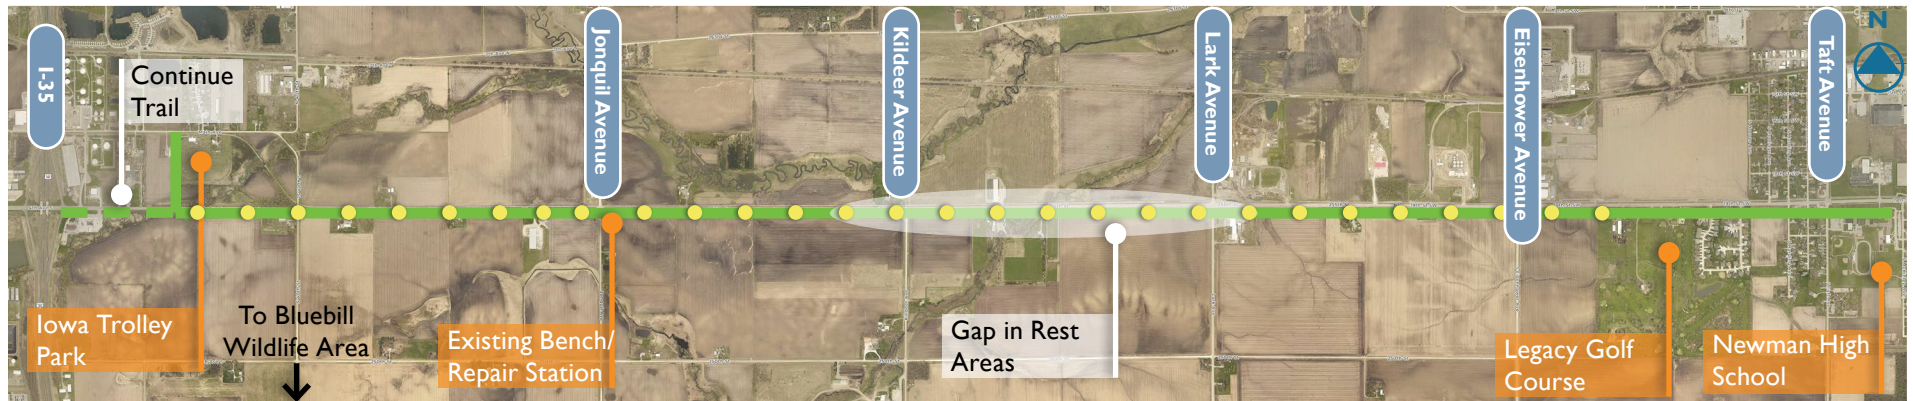 I-35
Continue
Trail
Jonquil Avenue
Kildeer Avenue
Lark Avenue
Eisenhower Avenue
Taft Avenue
N
Iowa Trolley
Park
To Bluebill
Wildlife Area
Existing Bench/
Repair Station
Gap in Rest
Areas
Legacy Golf
Course
Newman High
School